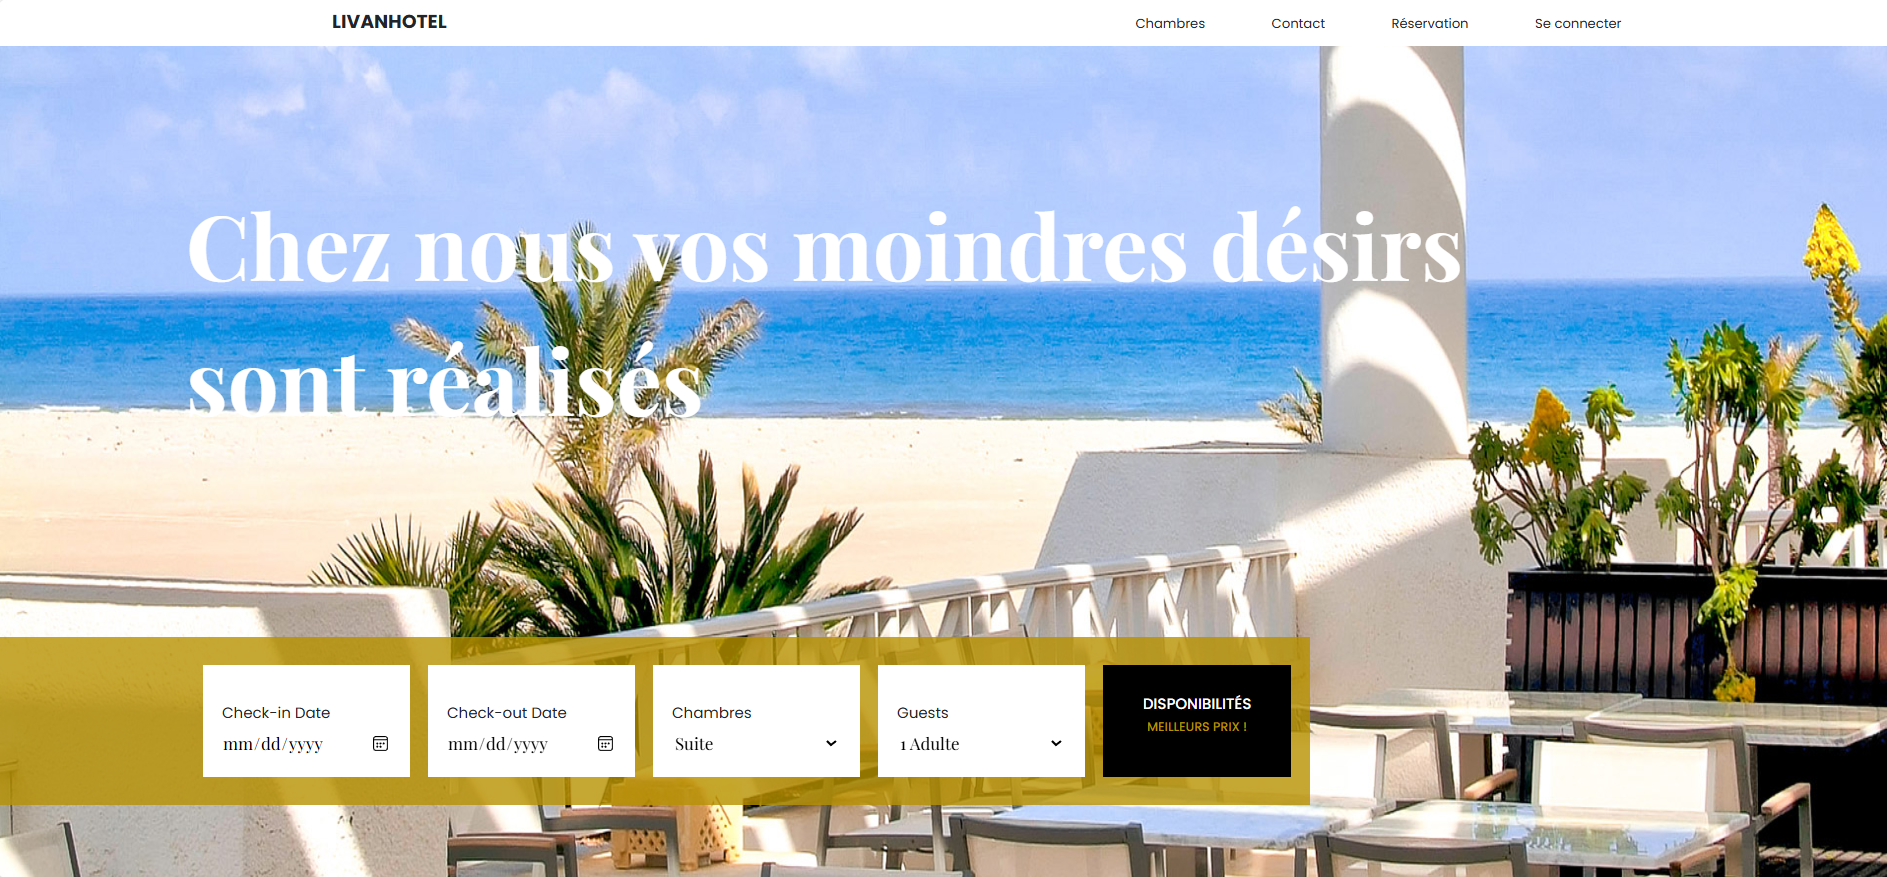 LIVANHOTEL
Chambres
Contact
Réservation
Se connecter
Chez nous vos moindres désirs
sont réalisés
Check-in Date
mm/dd/yyyy
Check-out Date
mm/dd/yyyy
Chambres
Suite
Guests
1 Adulte
DISPONIBILITÉS
MEILLEURS PRIX !